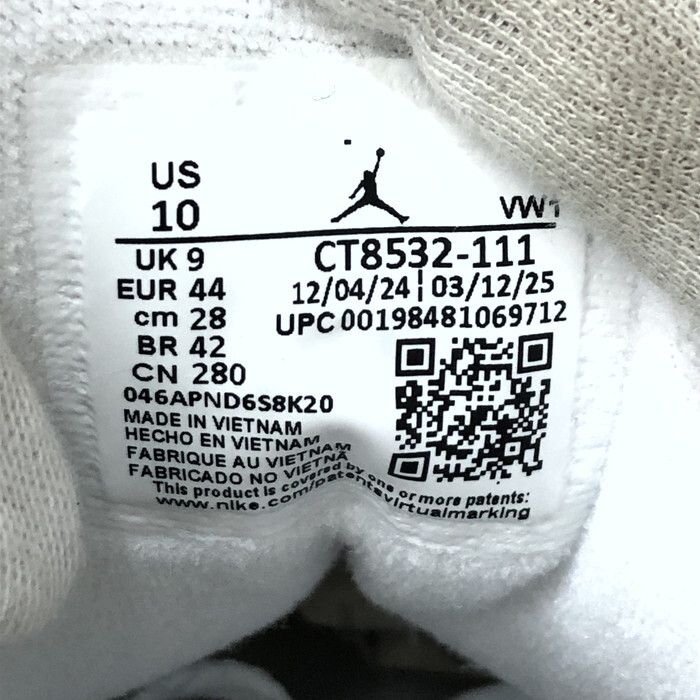 US
10
VW1
UK 9
CT8532-111
EUR 44
12/04/24 | 03/12/25
cm 28
UPC 00198481069712
BR 42
CN 280
046APND6S8K20
MADE IN VIETNAM
HECHO EN VIETNAM
FABRIQUE AU VIETNAM
FABRICADO NO VIETNÃ
This product is covered by one or more patents:
www.nike.com/patentsvirtualmarking